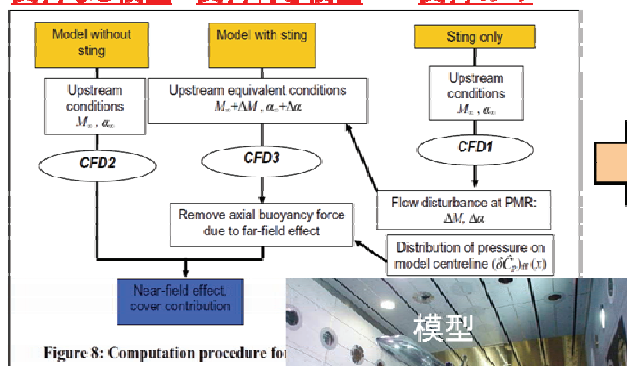 Model without
sting
Model with sting
Sting only
Upstream
conditions
M∞ , α∞
Upstream equivalent conditions
M∞+ΔM , α∞+Δα
Upstream
conditions
M∞ , α∞
CFD2
CFD3
CFD1
Flow disturbance at PMR:
ΔM, Δα
Remove axial buoyancy force
due to far-field effect
Distribution of pressure on
model centreline (δCp)ff (x)
Near-field effect,
cover contribution
模型
Figure 8: Computation procedure for